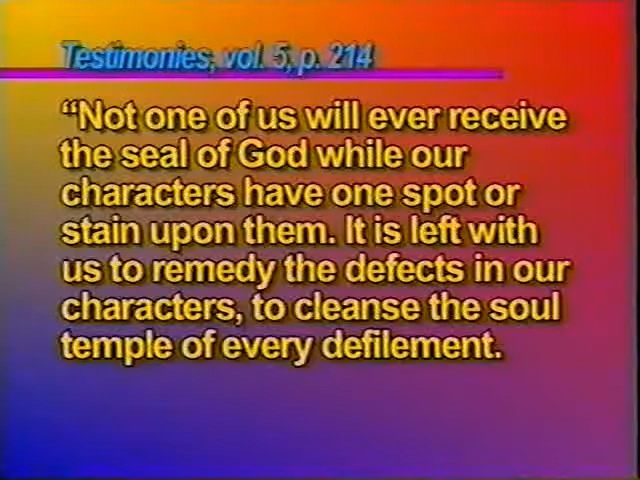 Testimonies, vol. 5, p. 214
“Not one of us will ever receive
the seal of God while our
characters have one spot or
stain upon them. It is left with
us to remedy the defects in our
characters, to cleanse the soul
temple of every defilement.